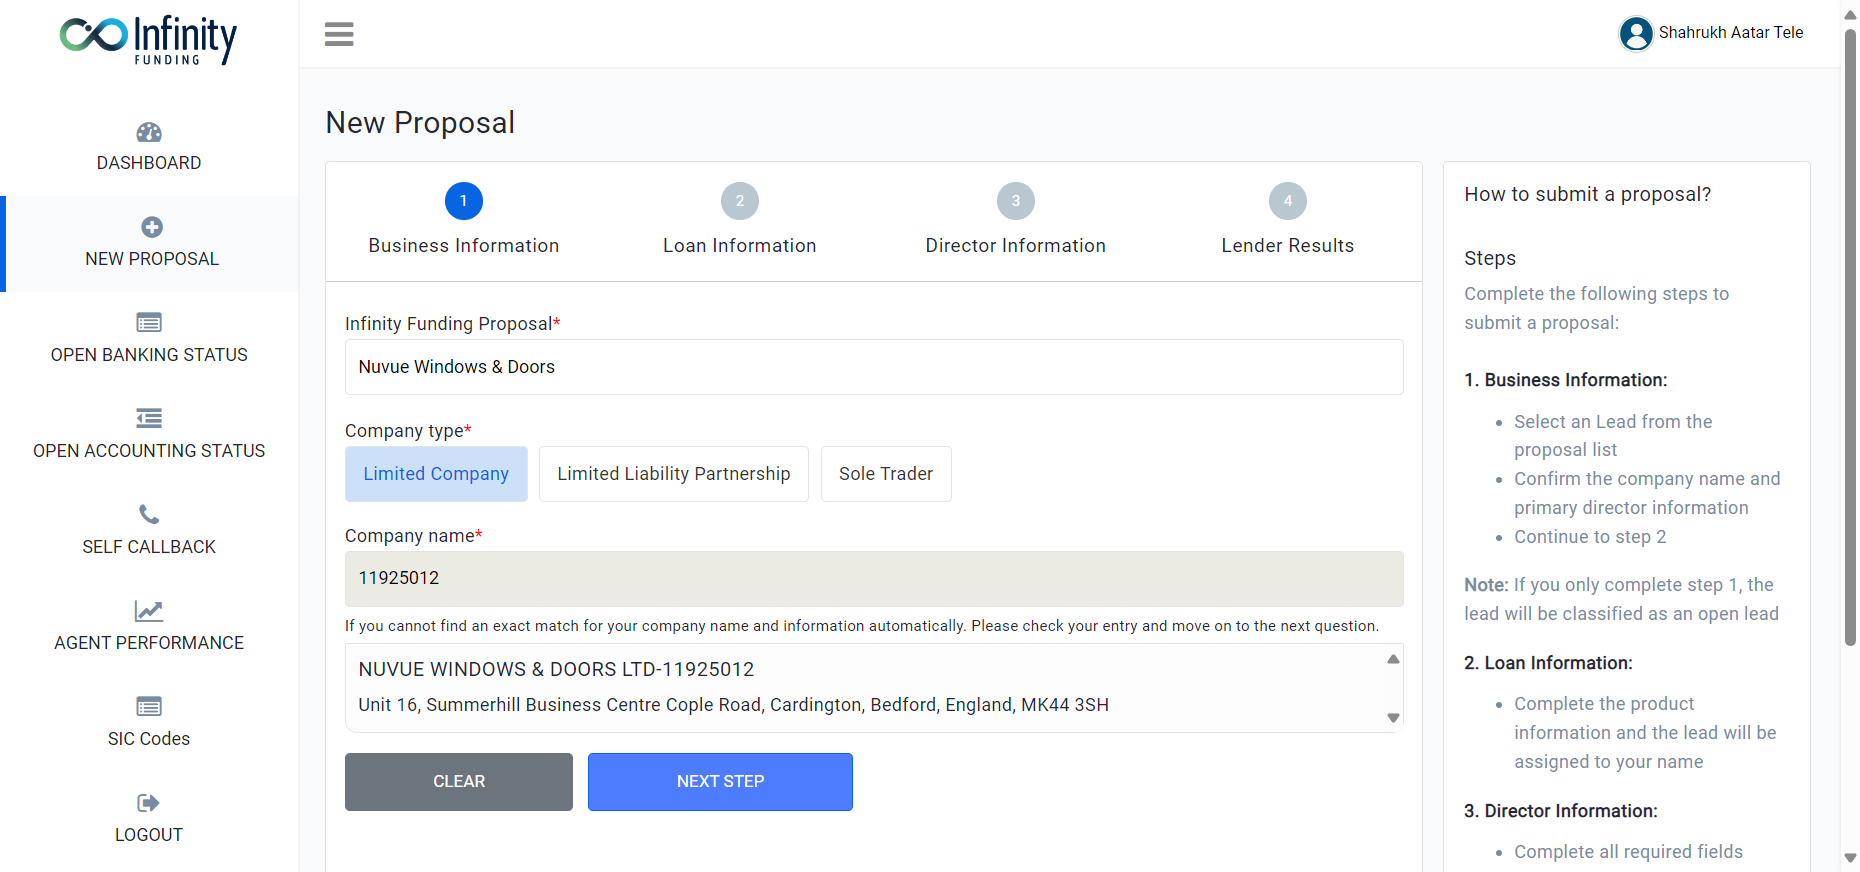 Infinity
FUNDING
DASHBOARD
NEW PROPOSAL
OPEN BANKING STATUS
OPEN ACCOUNTING STATUS
SELF CALLBACK
AGENT PERFORMANCE
SIC Codes
LOGOUT
Shahrukh Aatar Tele
New Proposal
1
2
3
4
Business Information
Loan Information
Director Information
Lender Results
Infinity Funding Proposal*
Nuvue Windows & Doors
Company type*
Limited Company
Limited Liability Partnership
Sole Trader
Company name*
11925012
If you cannot find an exact match for your company name and information automatically. Please check your entry and move on to the next question.
NUVUE WINDOWS & DOORS LTD-11925012
Unit 16, Summerhill Business Centre Cople Road, Cardington, Bedford, England, MK44 3SH
CLEAR
NEXT STEP
How to submit a proposal?
Steps
Complete the following steps to
submit a proposal:
1. Business Information:
• Select an Lead from the
proposal list
• Confirm the company name and
primary director information
• Continue to step 2
Note: If you only complete step 1, the
lead will be classified as an open lead
2. Loan Information:
• Complete the product
information and the lead will be
assigned to your name
3. Director Information:
• Complete all required fields